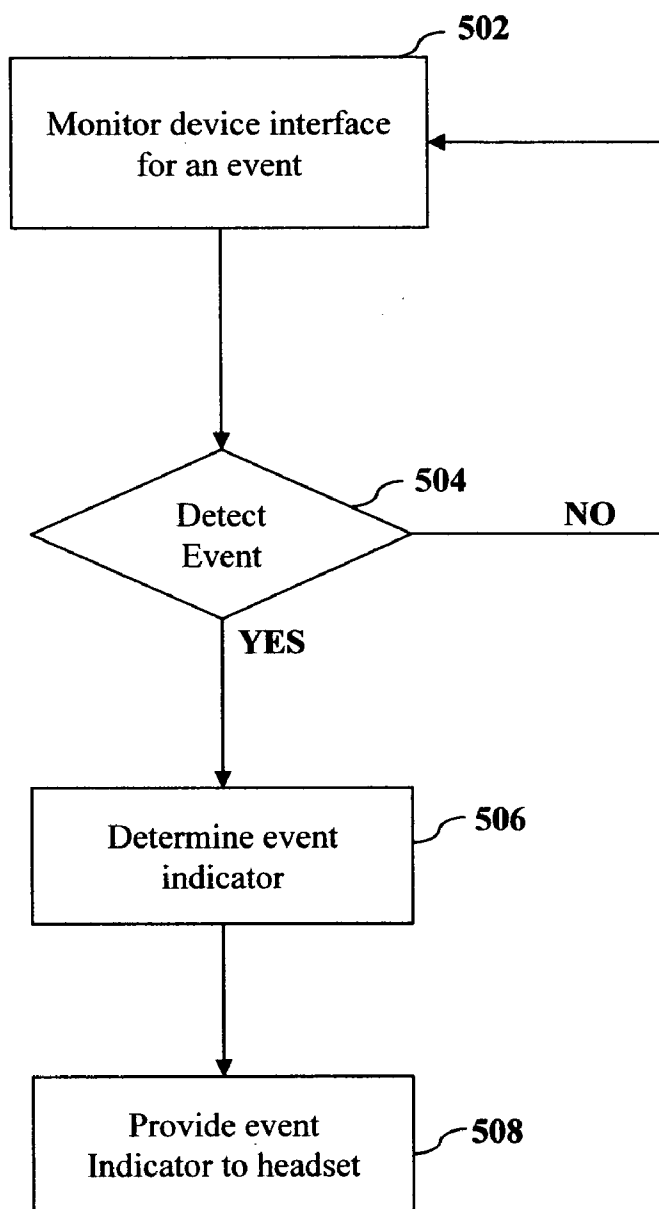 502
Monitor device interface
for an event
504
Detect
Event
NO
YES
506
Determine event
indicator
508
Provide event
Indicator to headset